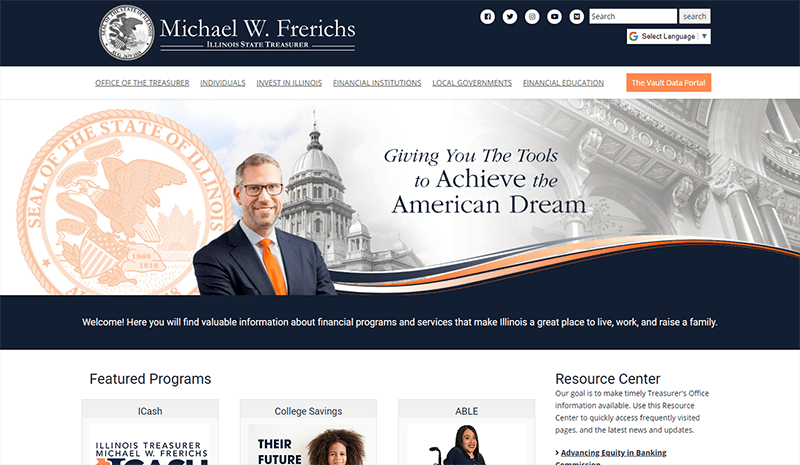 Michael W. Frerichs
ILLINOIS STATE TREASURER
Search
search
Select Language
OFFICE OF THE TREASURER
INDIVIDUALS
INVEST IN ILLINOIS
FINANCIAL INSTITUTIONS
LOCAL GOVERNMENTS
FINANCIAL EDUCATION
The Vault Data Portal
SEAL OF THE STATE OF ILLINOIS
1868
1818
Giving You The Tools
to Achieve the
American Dream
Welcome! Here you will find valuable information about financial programs and services that make Illinois a great place to live, work, and raise a family.
Featured Programs
ICash
ILLINOIS TREASURER
MICHAEL W. FRERICHS
ICASH
College Savings
THEIR
FUTURE
ABLE
Resource Center
Our goal is to make timely Treasurer's Office
information available. Use this Resource
Center to quickly access frequently visited
pages, and the latest news and updates.
Advancing Equity in Banking
Commission